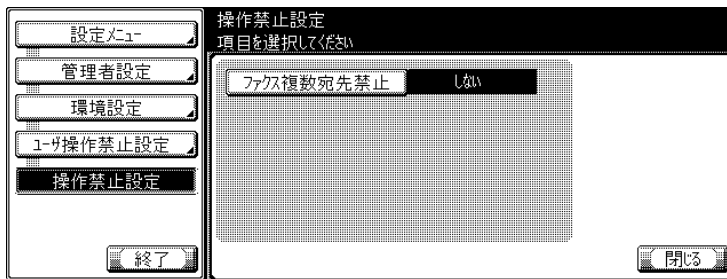 設定メニュー
管理者設定
環境設定
ユーザ操作禁止設定
操作禁止設定
終了
操作禁止設定
項目を選択してください
ファクス複数宛先禁止
しない
閉じる